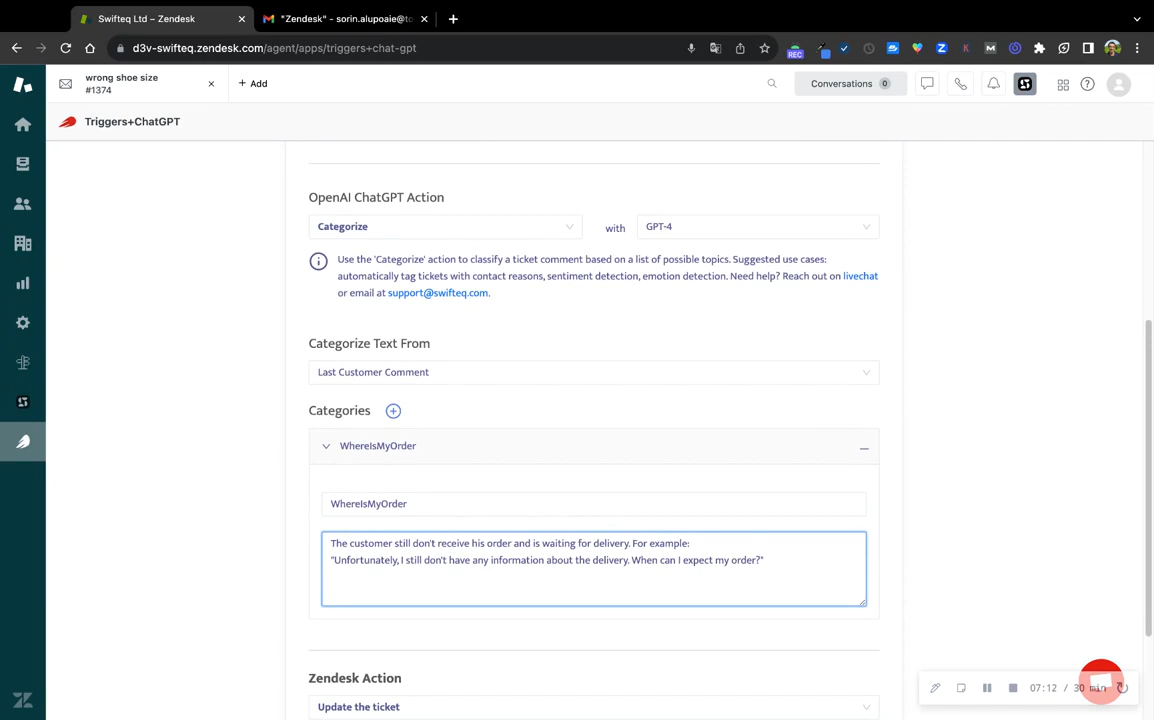 Swifteq Ltd – Zendesk
*Zendesk* - sorin.alupoaie@to
d3v-swifteq.zendesk.com/agent/apps/triggers+chat-gpt
REC
wrong shoe size
#1374
+ Add
Conversations 0
Triggers+ChatGPT
OpenAI ChatGPT Action
Categorize
with
GPT-4
Use the 'Categorize' action to classify a ticket comment based on a list of possible topics. Suggested use cases:
automatically tag tickets with contact reasons, sentiment detection, emotion detection. Need help? Reach out on livechat
or email at support@swifteq.com.
Categorize Text From
Last Customer Comment
Categories
WhereIsMyOrder
WhereIsMyOrder
The customer still don't receive his order and is waiting for delivery. For example:
"Unfortunately, I still don't have any information about the delivery. When can I expect my order?"
Zendesk Action
Update the ticket
07:12 / 30 min